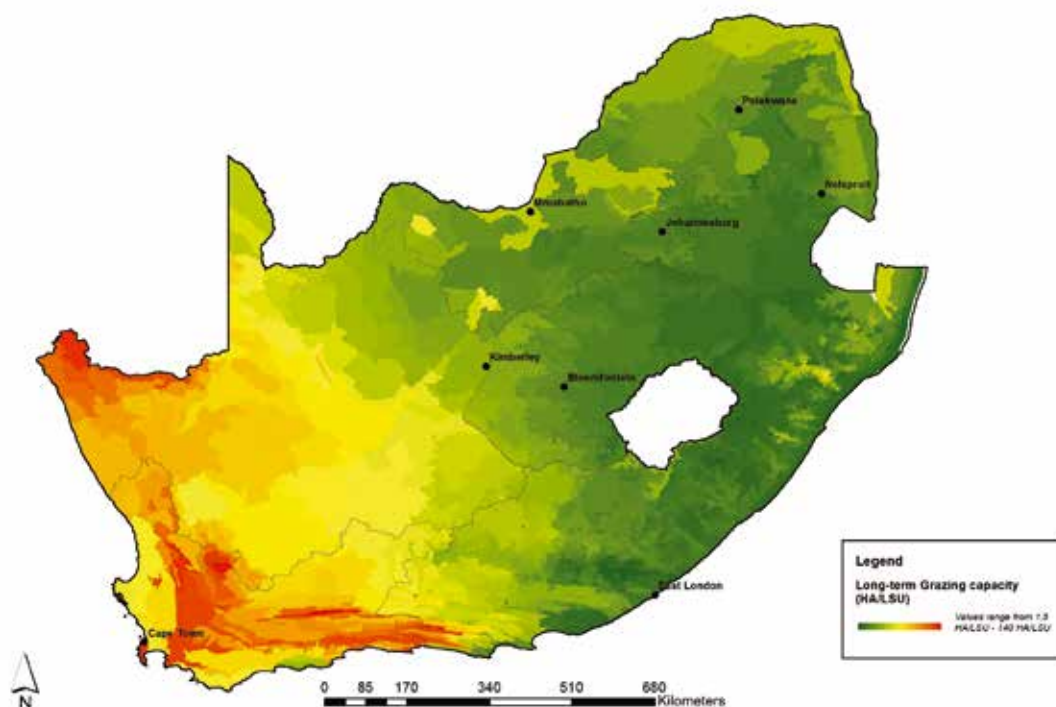 Polokwane
Nelspruit
Mmabatho
Johannesburg
Kimberley
Bloemfontein
East London
Cape Town
Legend
Long-term Grazing capacity
(HA/LSU)
Values range from 1,5
HA/LSU - 140 HA/LSU
N
0 85 170 340 510 680
Kilometers